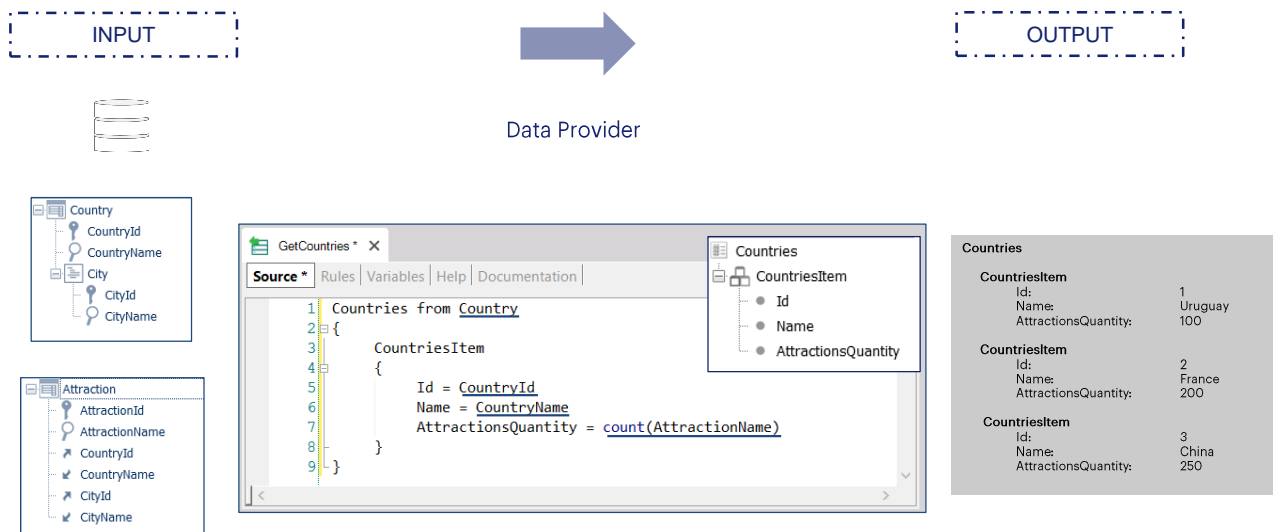 INPUT
OUTPUT
Data Provider
Country
CountryId
CountryName
City
CityId
CityName
Attraction
AttractionId
AttractionName
CountryId
CountryName
CityId
CityName
GetCountries *
Source * Rules Variables Help Documentation
1 Countries from Country
2 {
3 CountriesItem
4 {
5 Id = CountryId
6 Name = CountryName
7 AttractionsQuantity = count(AttractionName)
8 }
9 }
Countries
CountriesItem
Id
Name
AttractionsQuantity
Countries
CountriesItem
Id: 1
Name: Uruguay
AttractionsQuantity: 100
CountriesItem
Id: 2
Name: France
AttractionsQuantity: 200
CountriesItem
Id: 3
Name: China
AttractionsQuantity: 250